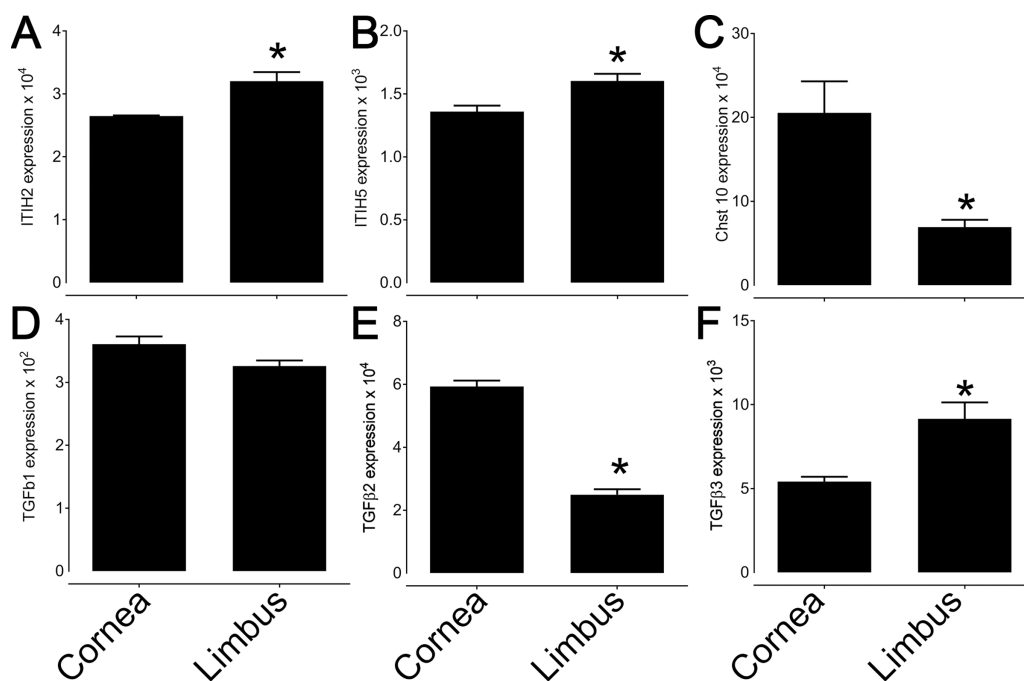 A
ITIH2 expression x 10⁴
4
3
2
1
0
*
B
ITIH5 expression x 10³
2.0
1.5
1.0
0.5
0.0
*
C
Chst 10 expression x 10⁴
30
20
10
0
*
D
TGFb1 expression x 10²
4
3
2
1
0
Cornea
Limbus
E
TGFβ2 expression x 10⁴
8
6
4
2
0
*
Cornea
Limbus
F
TGFβ3 expression x 10³
15
10
5
0
*
Cornea
Limbus